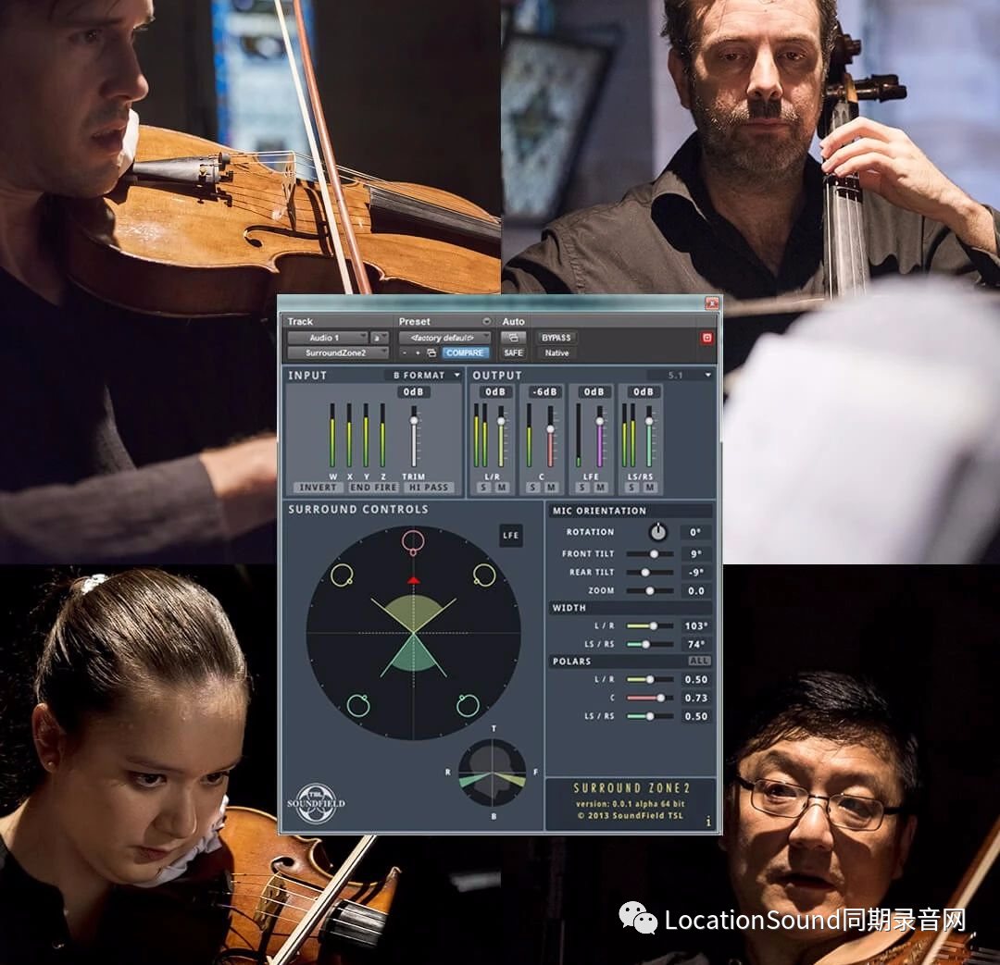 Track Preset Auto
Audio 1 a <factory default> BYPASS
SurroundZone2 - + COMPARE SAFE Native
INPUT B FORMAT OUTPUT 5.1
0dB 0dB -6dB 0dB 0dB
W X Y Z TRIM L/R C LFE LS/RS
INVERT END FIRE HI PASS S M S M S M S M
SURROUND CONTROLS
LFE
MIC ORIENTATION
ROTATION 0°
FRONT TILT 9°
REAR TILT -9°
ZOOM 0.0
WIDTH
L / R 103°
LS / RS 74°
POLARS ALL
L / R 0.50
C 0.73
LS / RS 0.50
T
R F
B
TSL
SOUNDFIELD
SURROUND ZONE2
version: 0.0.1 alpha 64 bit
© 2013 SoundField TSL
i
LocationSound同期录音网